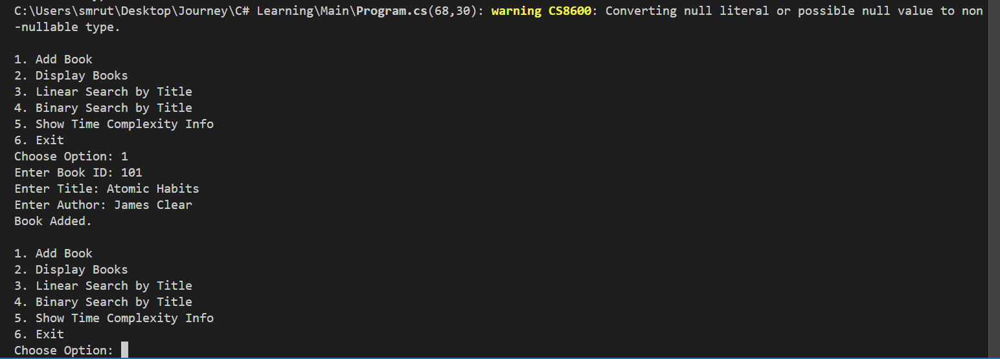 C:\Users\smrut\Desktop\Journey\C# Learning\Main\Program.cs(68,30): warning CS8600: Converting null literal or possible null value to non
-nullable type.
1. Add Book
2. Display Books
3. Linear Search by Title
4. Binary Search by Title
5. Show Time Complexity Info
6. Exit
Choose Option: 1
Enter Book ID: 101
Enter Title: Atomic Habits
Enter Author: James Clear
Book Added.
1. Add Book
2. Display Books
3. Linear Search by Title
4. Binary Search by Title
5. Show Time Complexity Info
6. Exit
Choose Option: